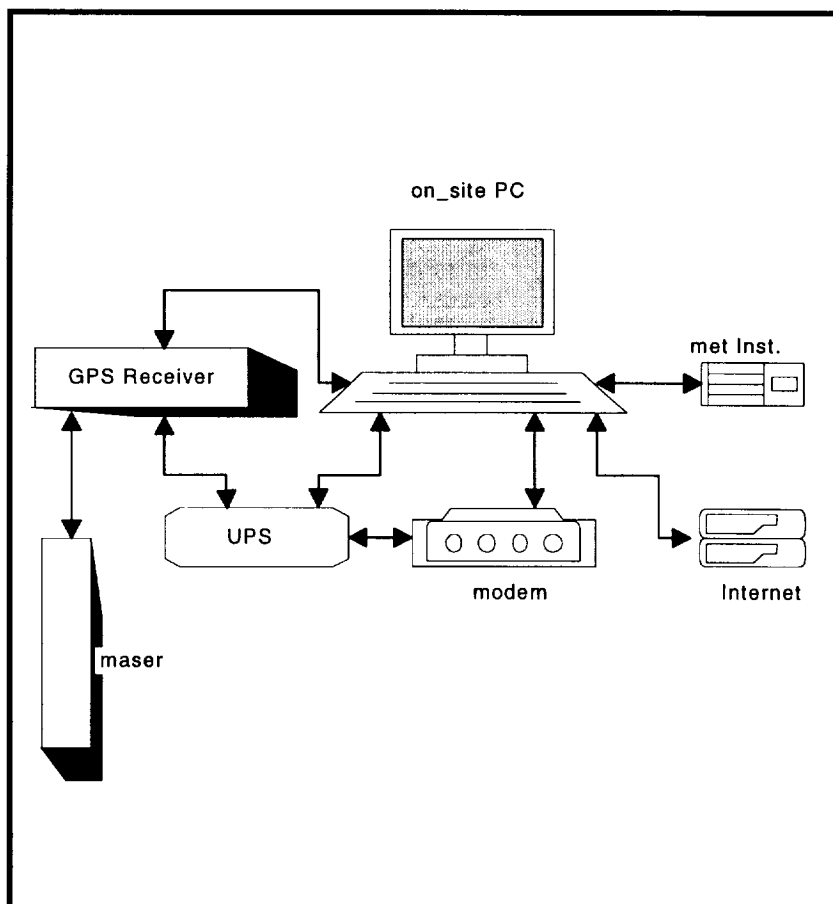 on_site PC
GPS Receiver
met Inst.
UPS
modem
Internet
maser